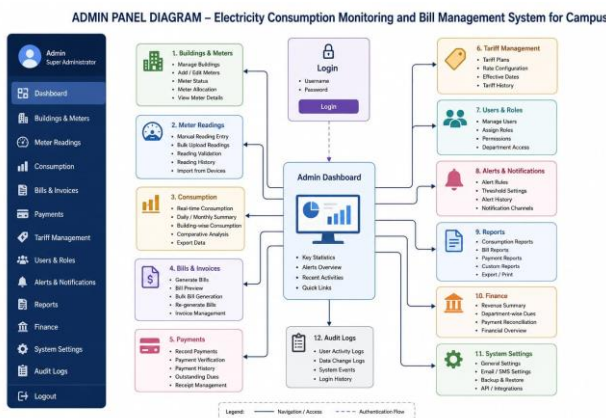 ADMIN PANEL DIAGRAM – Electricity Consumption Monitoring and Bill Management System for Campus
Admin
Super Administrator
Dashboard
Buildings & Meters
Meter Readings
Consumption
Bills & Invoices
Payments
Tariff Management
Users & Roles
Alerts & Notifications
Reports
Finance
System Settings
Audit Logs
Logout
1. Buildings & Meters
• Manage Buildings
• Add / Edit Meters
• Meter Status
• Meter Allocation
• View Meter Details
2. Meter Readings
• Manual Reading Entry
• Bulk Upload Readings
• Reading Validation
• Reading History
• Import from Devices
3. Consumption
• Real-time Consumption
• Daily / Monthly Summary
• Building-wise Consumption
• Comparative Analysis
• Export Data
4. Bills & Invoices
• Generate Bills
• Bill Preview
• Bulk Bill Generation
• Re-generate Bills
• Invoice Management
5. Payments
• Record Payments
• Payment Verification
• Payment History
• Outstanding Dues
• Receipt Management
Login
• Username
• Password
Login
Admin Dashboard
• Key Statistics
• Alerts Overview
• Recent Activities
• Quick Links
12. Audit Logs
• User Activity Logs
• Data Change Logs
• System Events
• Login History
6. Tariff Management
• Tariff Plans
• Rate Configuration
• Effective Dates
• Tariff History
7. Users & Roles
• Manage Users
• Assign Roles
• Permissions
• Department Access
8. Alerts & Notifications
• Alert Rules
• Threshold Settings
• Alert History
• Notification Channels
9. Reports
• Consumption Reports
• Bill Reports
• Payment Reports
• Custom Reports
• Export / Print
10. Finance
• Revenue Summary
• Department-wise Dues
• Payment Reconciliation
• Financial Overview
11. System Settings
• General Settings
• Email / SMS Settings
• Backup & Restore
• API / Integrations
Legend: Navigation / Access Authentication Flow